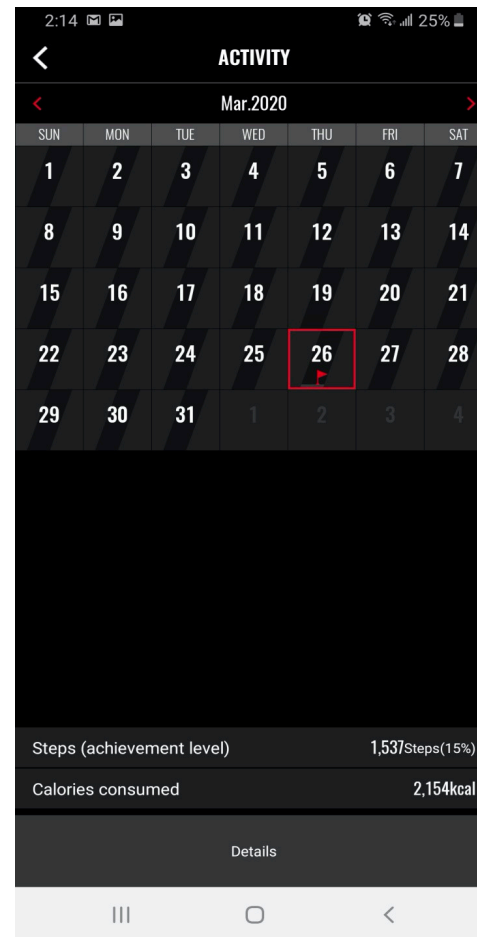 2:14 25%
ACTIVITY
Mar.2020
SUN MON TUE WED THU FRI SAT
1 2 3 4 5 6 7
8 9 10 11 12 13 14
15 16 17 18 19 20 21
22 23 24 25 26 27 28
29 30 31 1 2 3 4
Steps (achievement level) 1,537Steps(15%)
Calories consumed 2,154kcal
Details